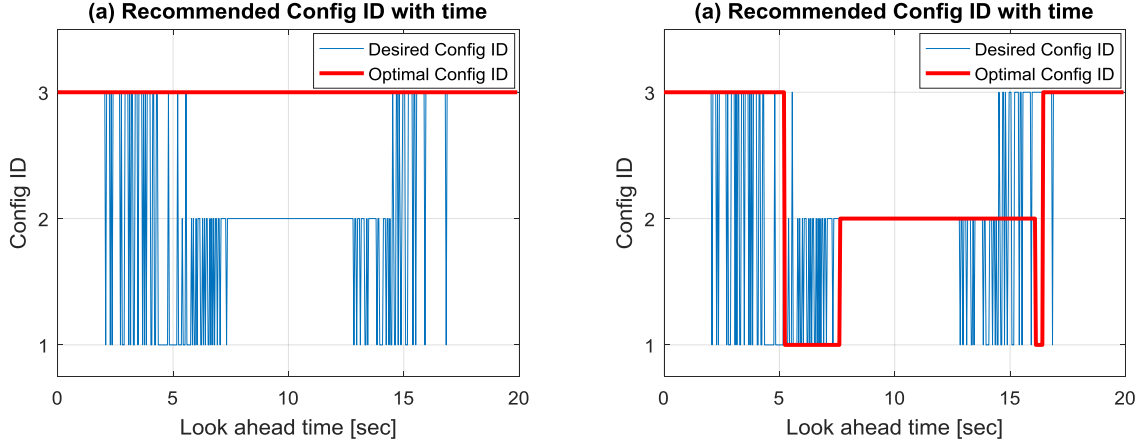 (a) Recommended Config ID with time
Desired Config ID
Optimal Config ID
3
2
1
Config ID
0 5 10 15 20
Look ahead time [sec]
(a) Recommended Config ID with time
Desired Config ID
Optimal Config ID
3
2
1
Config ID
0 5 10 15 20
Look ahead time [sec]